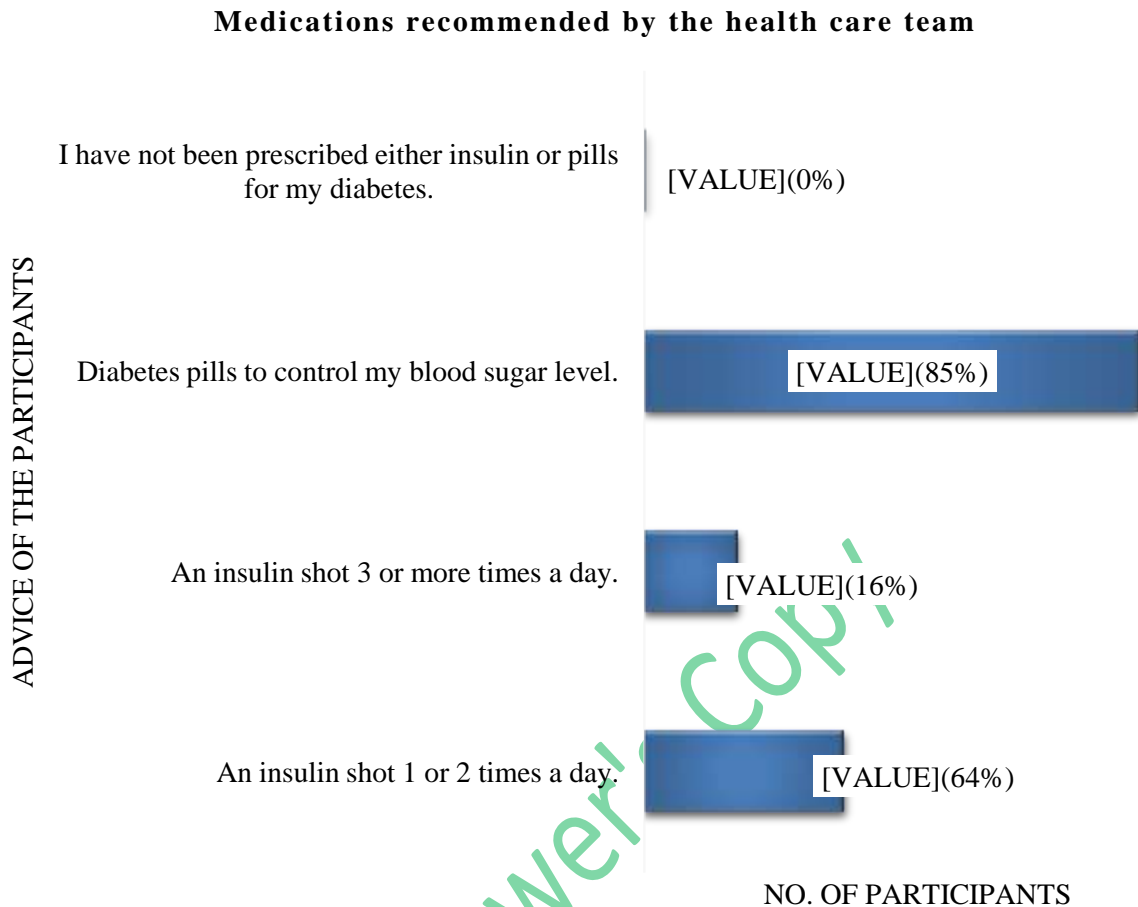 Medications recommended by the health care team
I have not been prescribed either insulin or pills
for my diabetes.
[VALUE](0%)
ADVICE OF THE PARTICIPANTS
Diabetes pills to control my blood sugar level.
[VALUE](85%)
An insulin shot 3 or more times a day.
[VALUE](16%)
An insulin shot 1 or 2 times a day.
[VALUE](64%)
NO. OF PARTICIPANTS